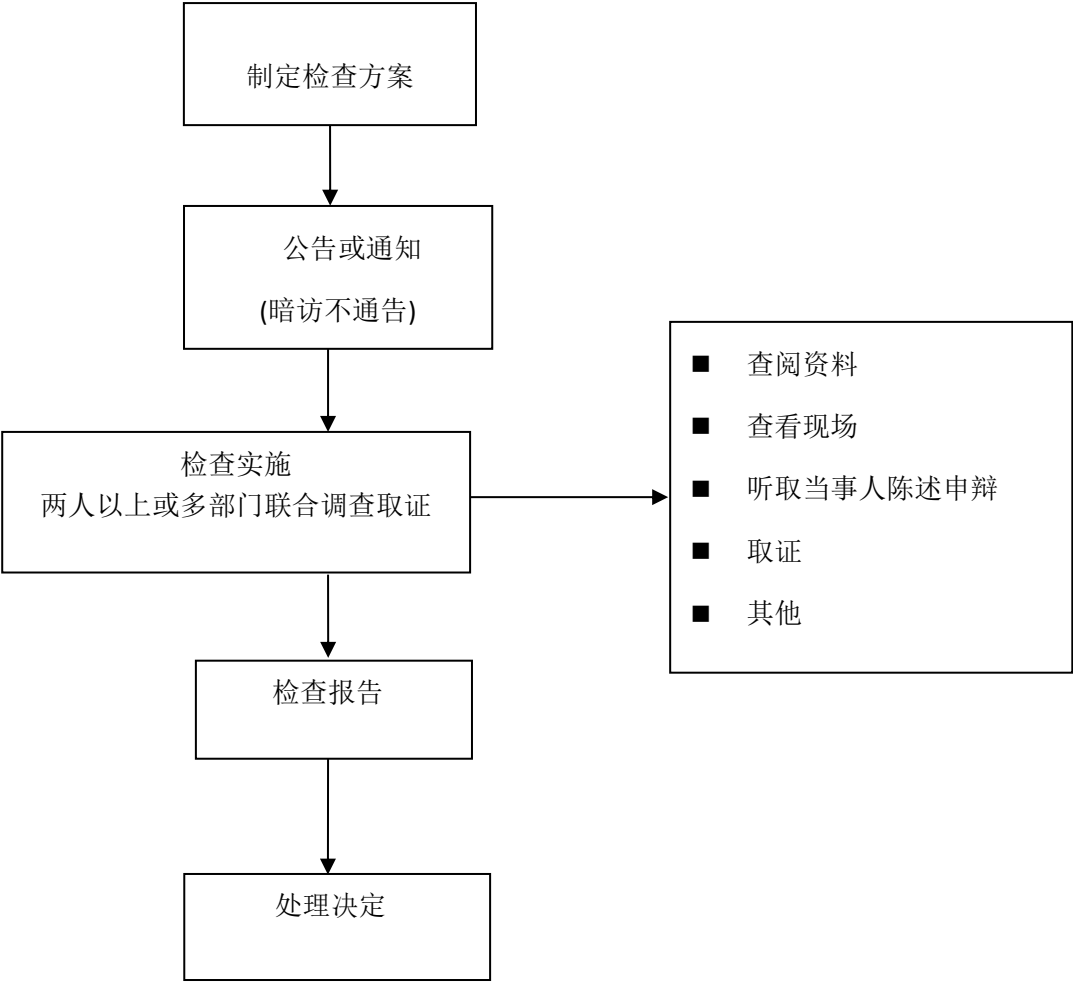 制定检查方案
公告或通知
(暗访不通告)
检查实施
两人以上或多部门联合调查取证
■ 查阅资料
■ 查看现场
■ 听取当事人陈述申辩
■ 取证
■ 其他
检查报告
处理决定